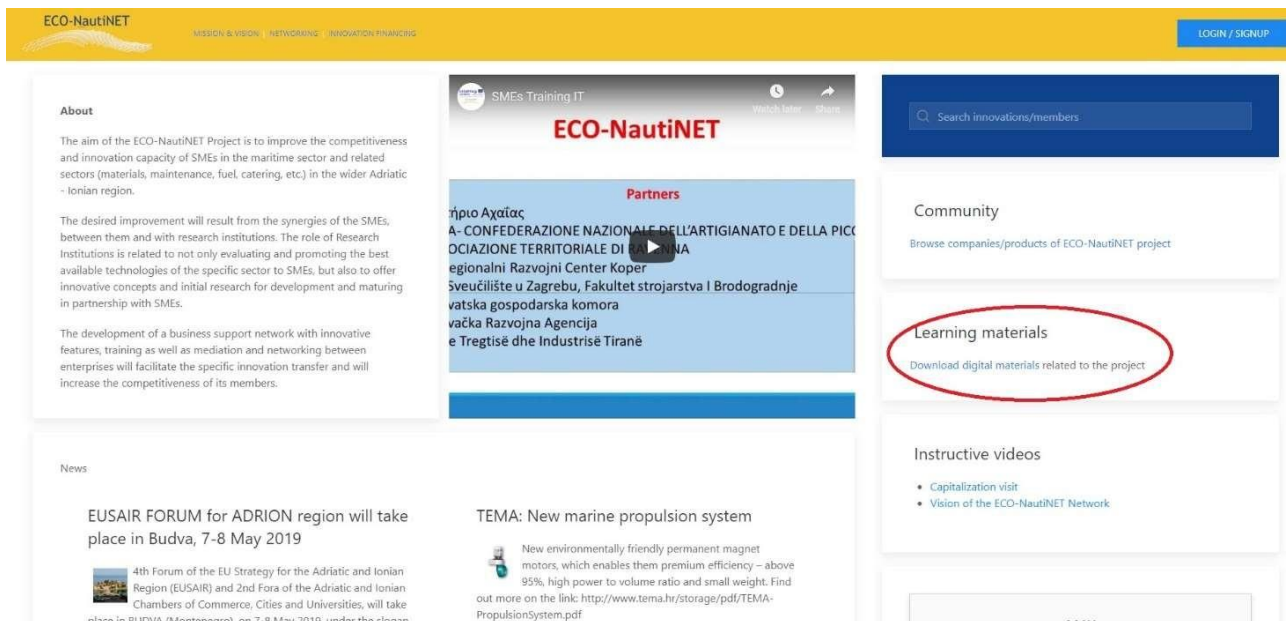 ECO-NautiNET
MISSION & VISION | NETWORKING | INNOVATION FINANCING
LOGIN / SIGNUP
About
The aim of the ECO-NautiNET Project is to improve the competitiveness
and innovation capacity of SMEs in the maritime sector and related
sectors (materials, maintenance, fuel, catering, etc.) in the wider Adriatic
- Ionian region.
The desired improvement will result from the synergies of the SMEs,
between them and with research institutions. The role of Research
Institutions is related to not only evaluating and promoting the best
available technologies of the specific sector to SMEs, but also to offer
innovative concepts and initial research for development and maturing
in partnership with SMEs.
The development of a business support network with innovative
features, training as well as mediation and networking between
enterprises will facilitate the specific innovation transfer and will
increase the competitiveness of its members.
SMEs Training IT
Watch later
Share
ECO-NautiNET
Partners
τήριο Αχαΐας
A- CONFEDERAZIONE NAZIONALE DELL'ARTIGIANATO E DELLA PICC
OCIAZIONE TERRITORIALE DI RAVENNA
egionalni Razvojni Center Koper
Sveučilište u Zagrebu, Fakultet strojarstva I Brodogradnje
vatska gospodarska komora
vačka Razvojna Agencija
e Tregtisë dhe Industrisë Tiranë
Search innovations/members
Community
Browse companies/products of ECO-NautiNET project
Learning materials
Download digital materials related to the project
Instructive videos
• Capitalization visit
• Vision of the ECO-NautiNET Network
News
EUSAIR FORUM for ADRION region will take
place in Budva, 7-8 May 2019
4th Forum of the EU Strategy for the Adriatic and Ionian
Region (EUSAIR) and 2nd Fora of the Adriatic and Ionian
Chambers of Commerce, Cities and Universities, will take
place in BUDVA (Montenegro), on 7-8 May 2019, under the slogan
TEMA: New marine propulsion system
New environmentally friendly permanent magnet
motors, which enables them premium efficiency – above
95%, high power to volume ratio and small weight. Find
out more on the link: http://www.tema.hr/storage/pdf/TEMA-
PropulsionSystem.pdf